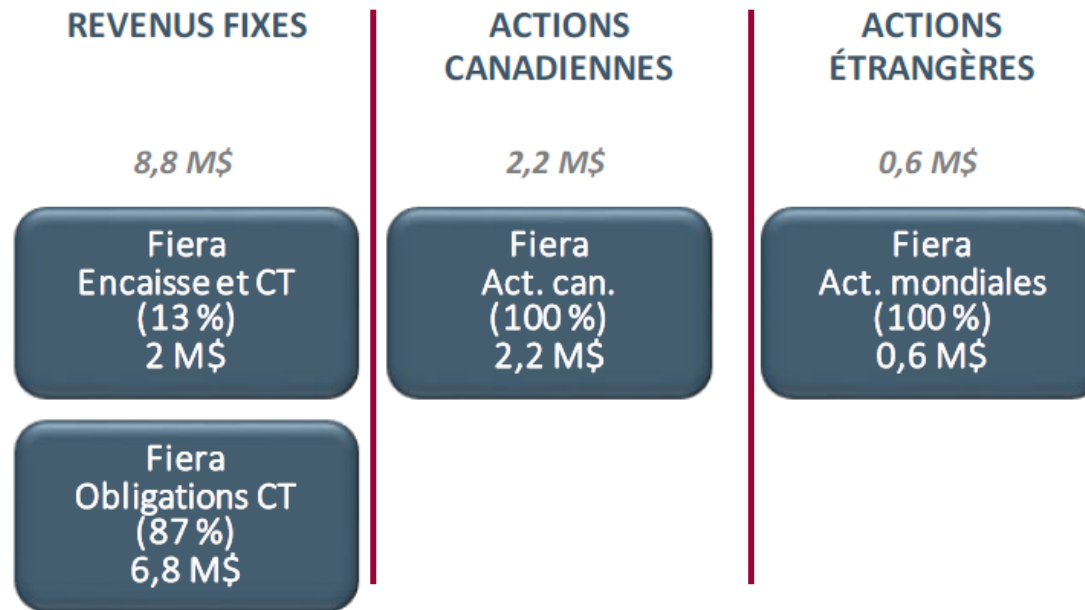 REVENUS FIXES
8,8 M$
Fiera
Encaisse et CT
(13 %)
2 M$
Fiera
Obligations CT
(87 %)
6,8 M$
ACTIONS
CANADIENNES
2,2 M$
Fiera
Act. can.
(100 %)
2,2 M$
ACTIONS
ÉTRANGÈRES
0,6 M$
Fiera
Act. mondiales
(100 %)
0,6 M$